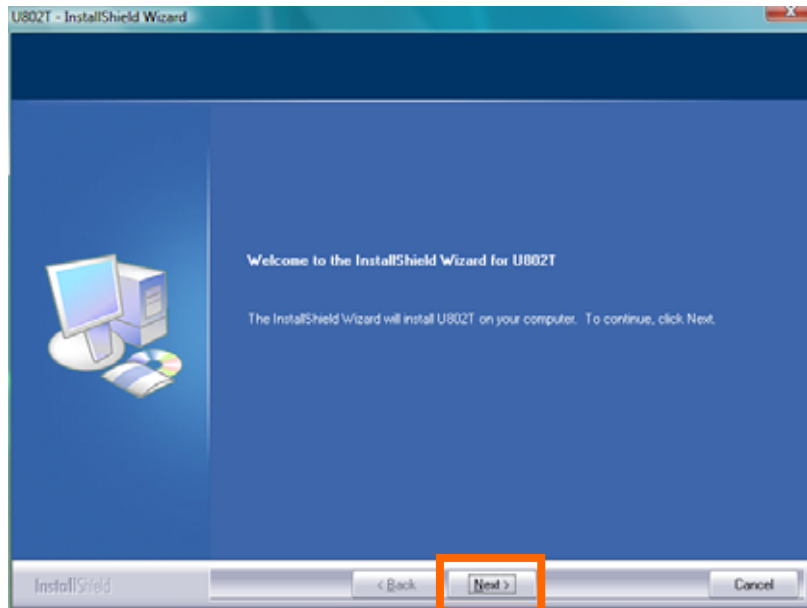 U802T - InstallShield Wizard
Welcome to the InstallShield Wizard for U802T
The InstallShield Wizard will install U802T on your computer. To continue, click Next.
InstallShield
< Back
Next >
Cancel